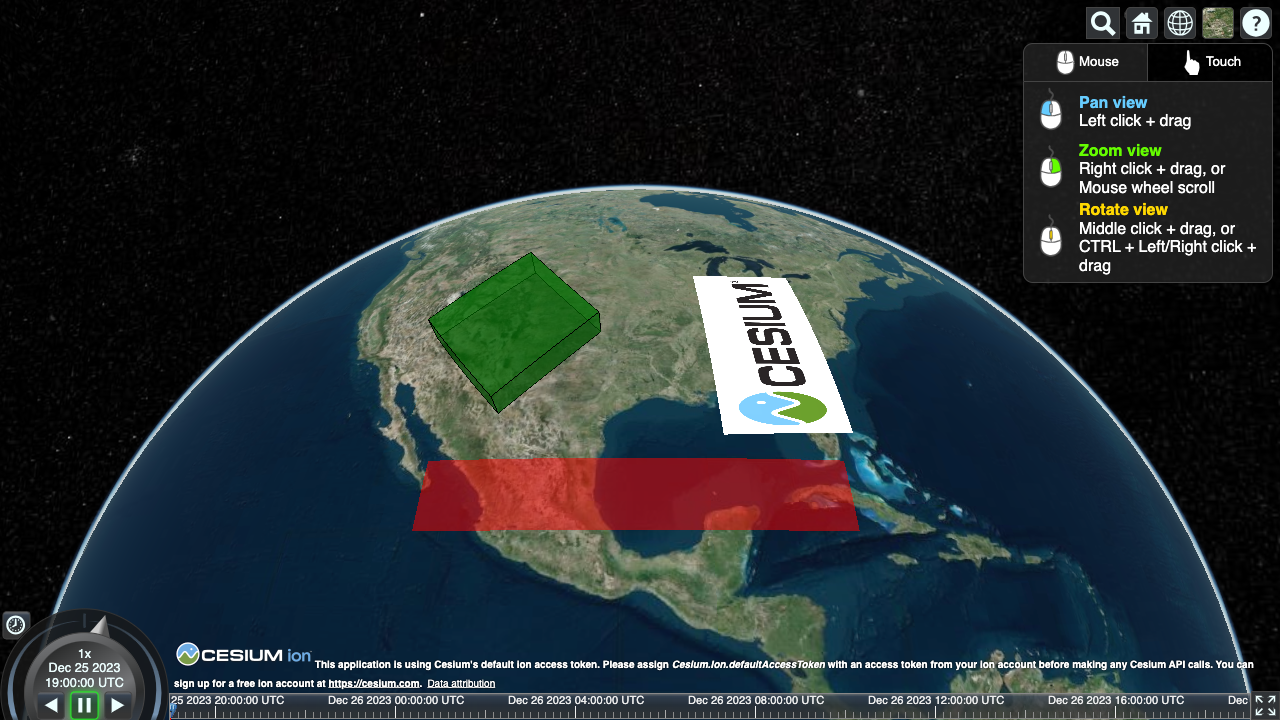 Mouse
Touch
Pan view
Left click + drag
Zoom view
Right click + drag, or
Mouse wheel scroll
Rotate view
Middle click + drag, or
CTRL + Left/Right click +
drag
?
CESIUM
1x
Dec 25 2023
19:00:00 UTC
CESIUM ion
This application is using Cesium's default ion access token. Please assign Cesium.Ion.defaultAccessToken with an access token from your ion account before making any Cesium API calls. You can
sign up for a free ion account at https://cesium.com. Data attribution
25 2023 20:00:00 UTC Dec 26 2023 00:00:00 UTC Dec 26 2023 04:00:00 UTC Dec 26 2023 08:00:00 UTC Dec 26 2023 12:00:00 UTC Dec 26 2023 16:00:00 UTC Dec